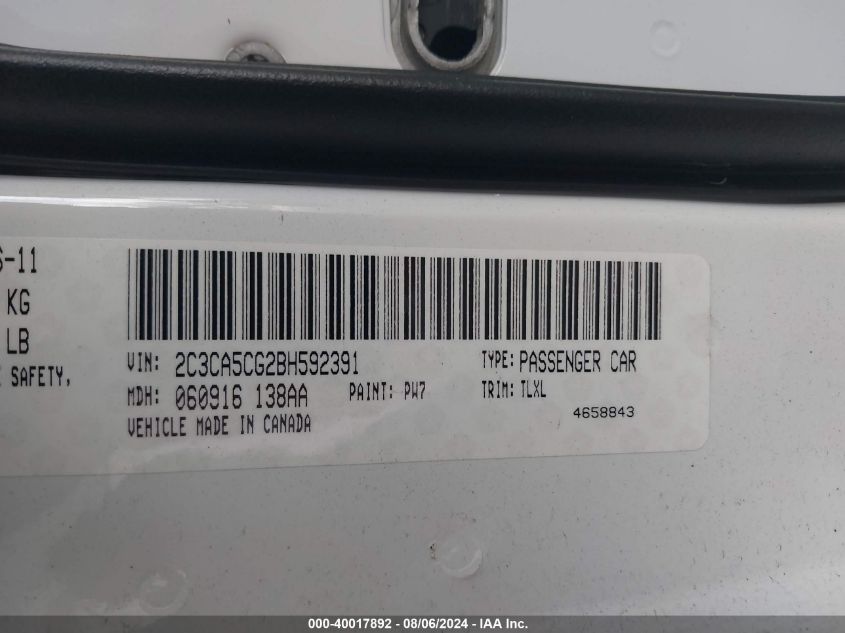 6-11
KG
LB
SAFETY,
VIN: 2C3CA5CG2BH592391 TYPE: PASSENGER CAR
MDH: 060916 138AA PAINT: PW7 TRIM: TLXL
VEHICLE MADE IN CANADA 4658843
000-40017892 - 08/06/2024 - IAA Inc.